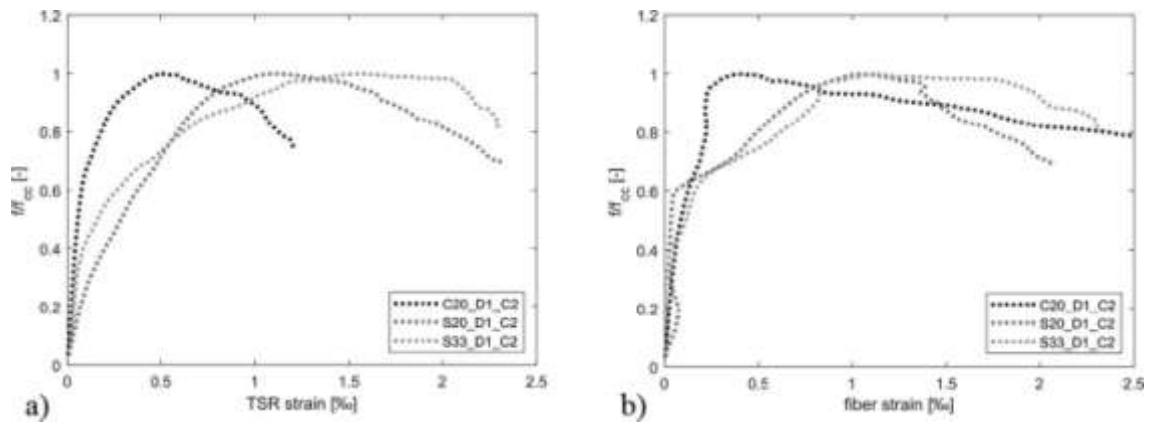 1.2
1
0.8
0.6
0.4
0.2
0
f/fcc [-]
0 0.5 1 1.5 2 2.5
TSR strain [‰]
C20_D1_C2
S20_D1_C2
S33_D1_C2
a)
1.2
1
0.8
0.6
0.4
0.2
0
f/fcc [-]
0 0.5 1 1.5 2 2.5
fiber strain [‰]
C20_D1_C2
S20_D1_C2
S33_D1_C2
b)